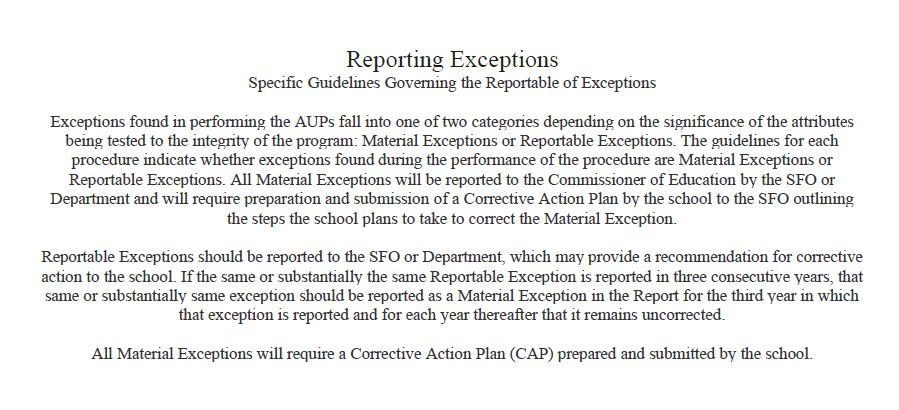 Reporting Exceptions
Specific Guidelines Governing the Reportable of Exceptions
Exceptions found in performing the AUPs fall into one of two categories depending on the significance of the attributes
being tested to the integrity of the program: Material Exceptions or Reportable Exceptions. The guidelines for each
procedure indicate whether exceptions found during the performance of the procedure are Material Exceptions or
Reportable Exceptions. All Material Exceptions will be reported to the Commissioner of Education by the SFO or
Department and will require preparation and submission of a Corrective Action Plan by the school to the SFO outlining
the steps the school plans to take to correct the Material Exception.
Reportable Exceptions should be reported to the SFO or Department, which may provide a recommendation for corrective
action to the school. If the same or substantially the same Reportable Exception is reported in three consecutive years, that
same or substantially same exception should be reported as a Material Exception in the Report for the third year in which
that exception is reported and for each year thereafter that it remains uncorrected.
All Material Exceptions will require a Corrective Action Plan (CAP) prepared and submitted by the school.